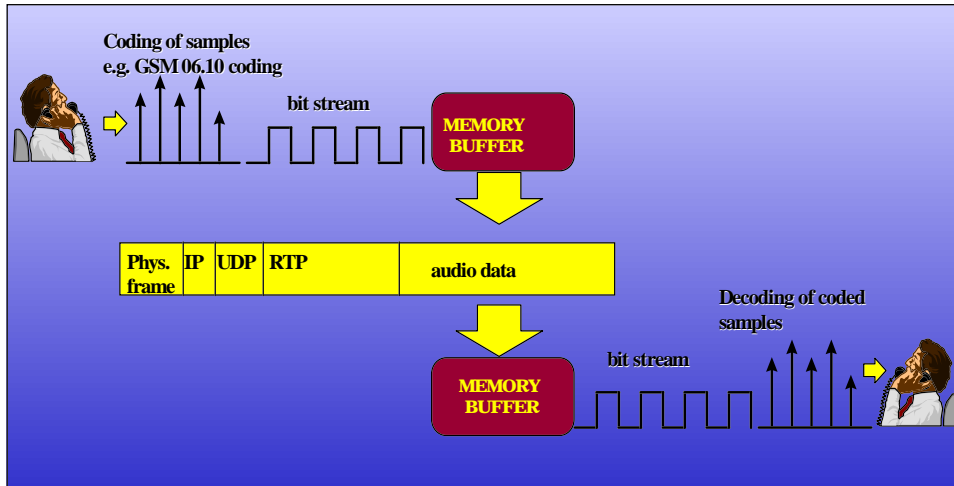 Coding of samples
e.g. GSM 06.10 coding
bit stream
MEMORY
BUFFER
Phys.
frame
IP
UDP
RTP
audio data
Decoding of coded
samples
bit stream
MEMORY
BUFFER